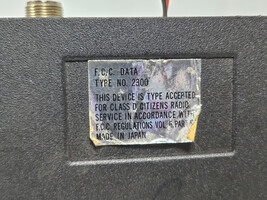 F.C.C. DATA
TYPE NO. 2300
THIS DEVICE IS TYPE ACCEPTED
FOR CLASS D CITIZENS RADIO
SERVICE IN ACCORDANCE WITH
F.C.C. REGULATIONS VOL 6, PART
MADE IN JAPAN